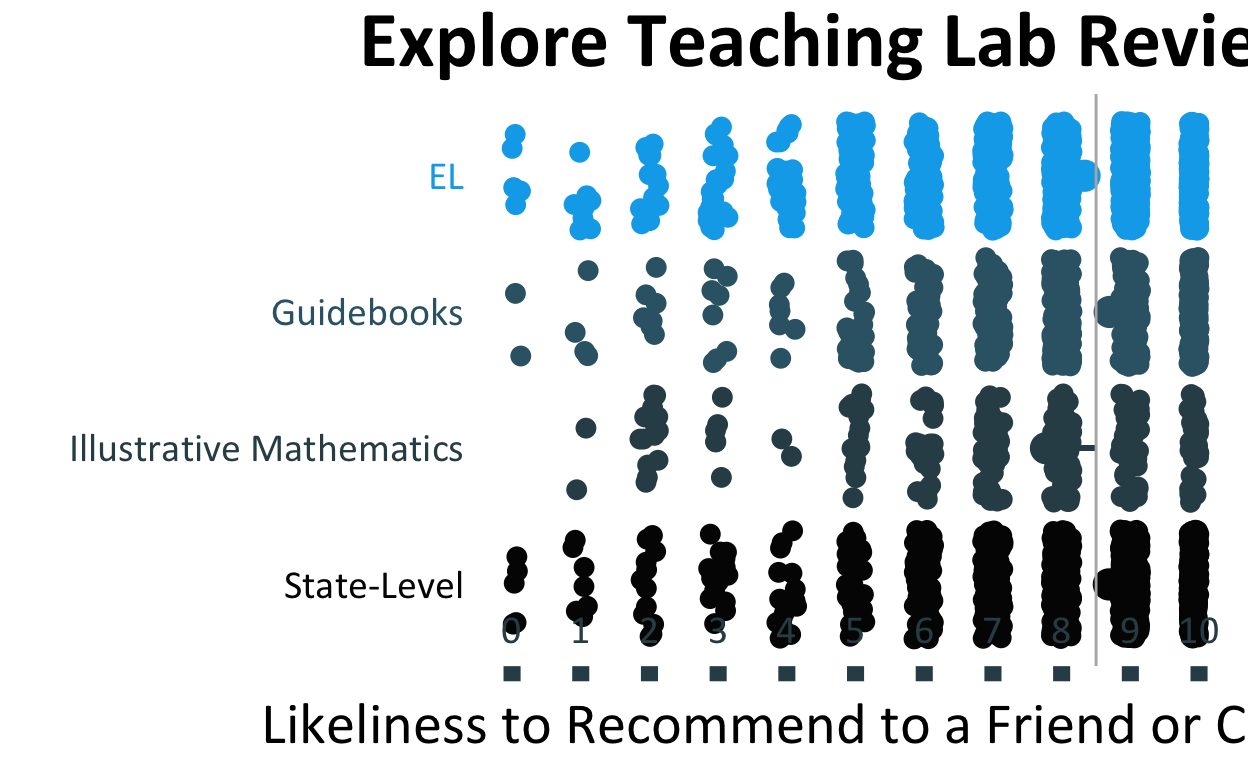 Explore Teaching Lab Revie
EL
Guidebooks
Illustrative Mathematics
State-Level
0 1 2 3 4 5 6 7 8 9 10
Likeliness to Recommend to a Friend or C